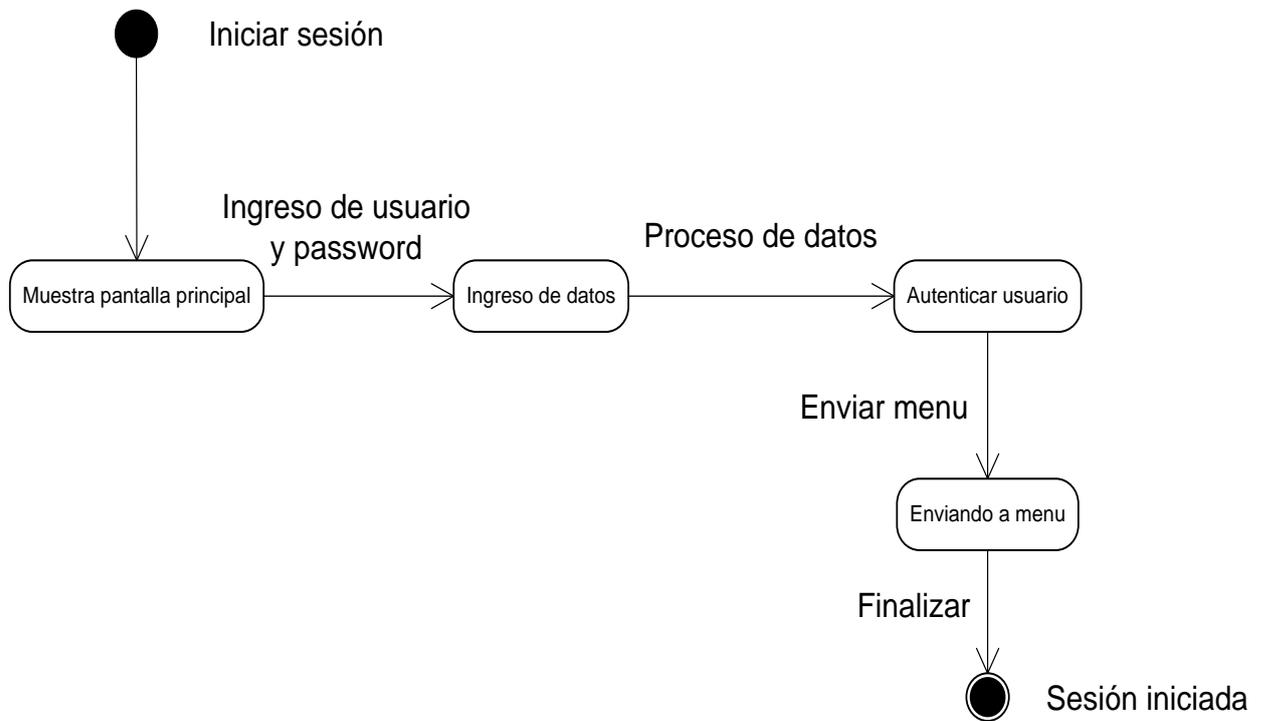 Iniciar sesión
Ingreso de usuario
y password
Proceso de datos
Muestra pantalla principal
Ingreso de datos
Autenticar usuario
Enviar menu
Enviando a menu
Finalizar
Sesión iniciada